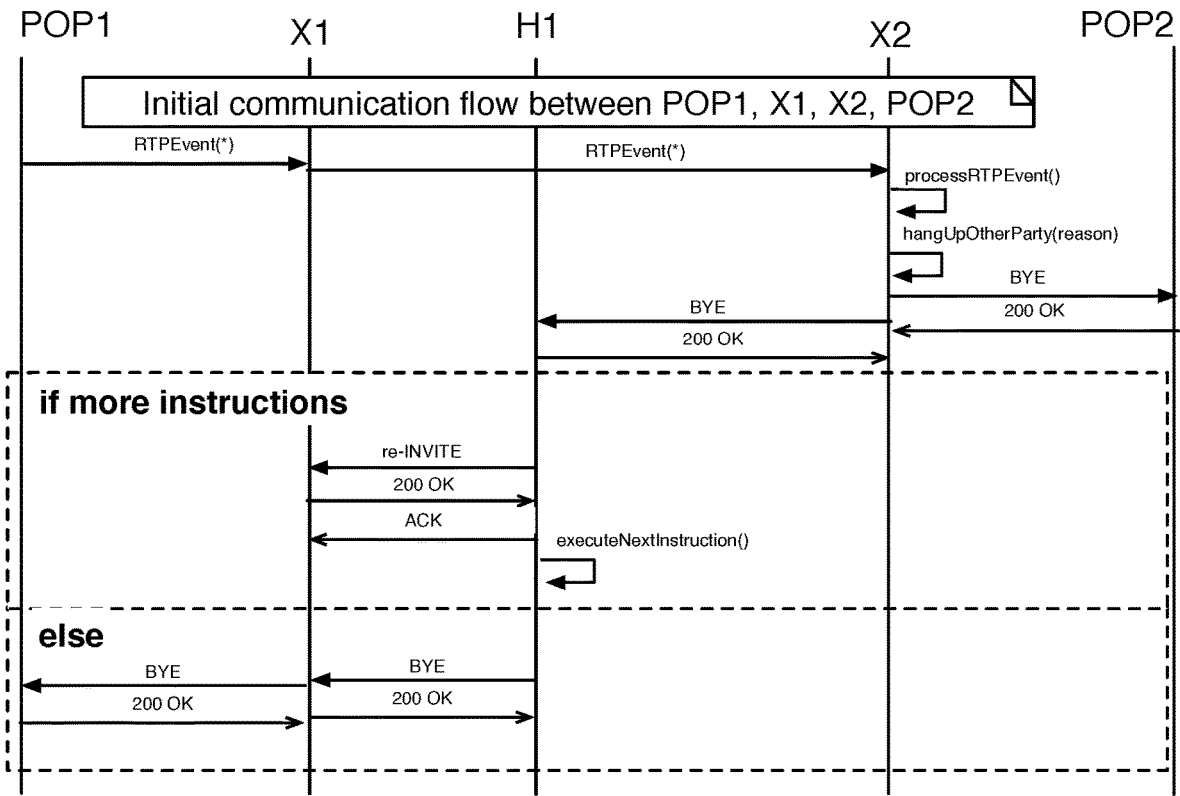 POP1 X1 H1 X2 POP2
Initial communication flow between POP1, X1, X2, POP2
RTPEvent(*)
RTPEvent(*)
processRTPEvent()
hangUpOtherParty(reason)
BYE
200 OK
BYE
200 OK
if more instructions
re-INVITE
200 OK
ACK
executeNextInstruction()
else
BYE
BYE
200 OK
200 OK